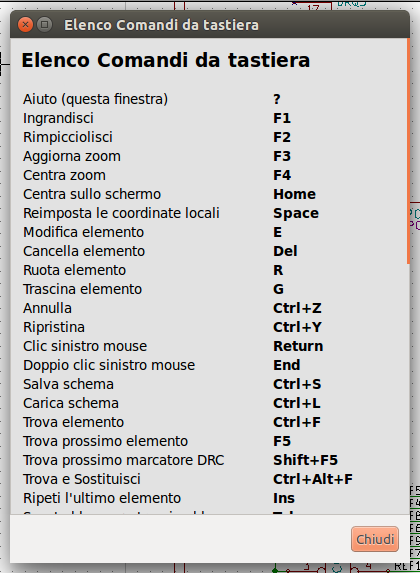 Elenco Comandi da tastiera
Elenco Comandi da tastiera
Aiuto (questa finestra) ?
Ingrandisci F1
Rimpicciolisci F2
Aggiorna zoom F3
Centra zoom F4
Centra sullo schermo Home
Reimposta le coordinate locali Space
Modifica elemento E
Cancella elemento Del
Ruota elemento R
Trascina elemento G
Annulla Ctrl+Z
Ripristina Ctrl+Y
Clic sinistro mouse Return
Doppio clic sinistro mouse End
Salva schema Ctrl+S
Carica schema Ctrl+L
Trova elemento Ctrl+F
Trova prossimo elemento F5
Trova prossimo marcatore DRC Shift+F5
Trova e Sostituisci Ctrl+Alt+F
Ripeti l'ultimo elemento Ins
Chiudi